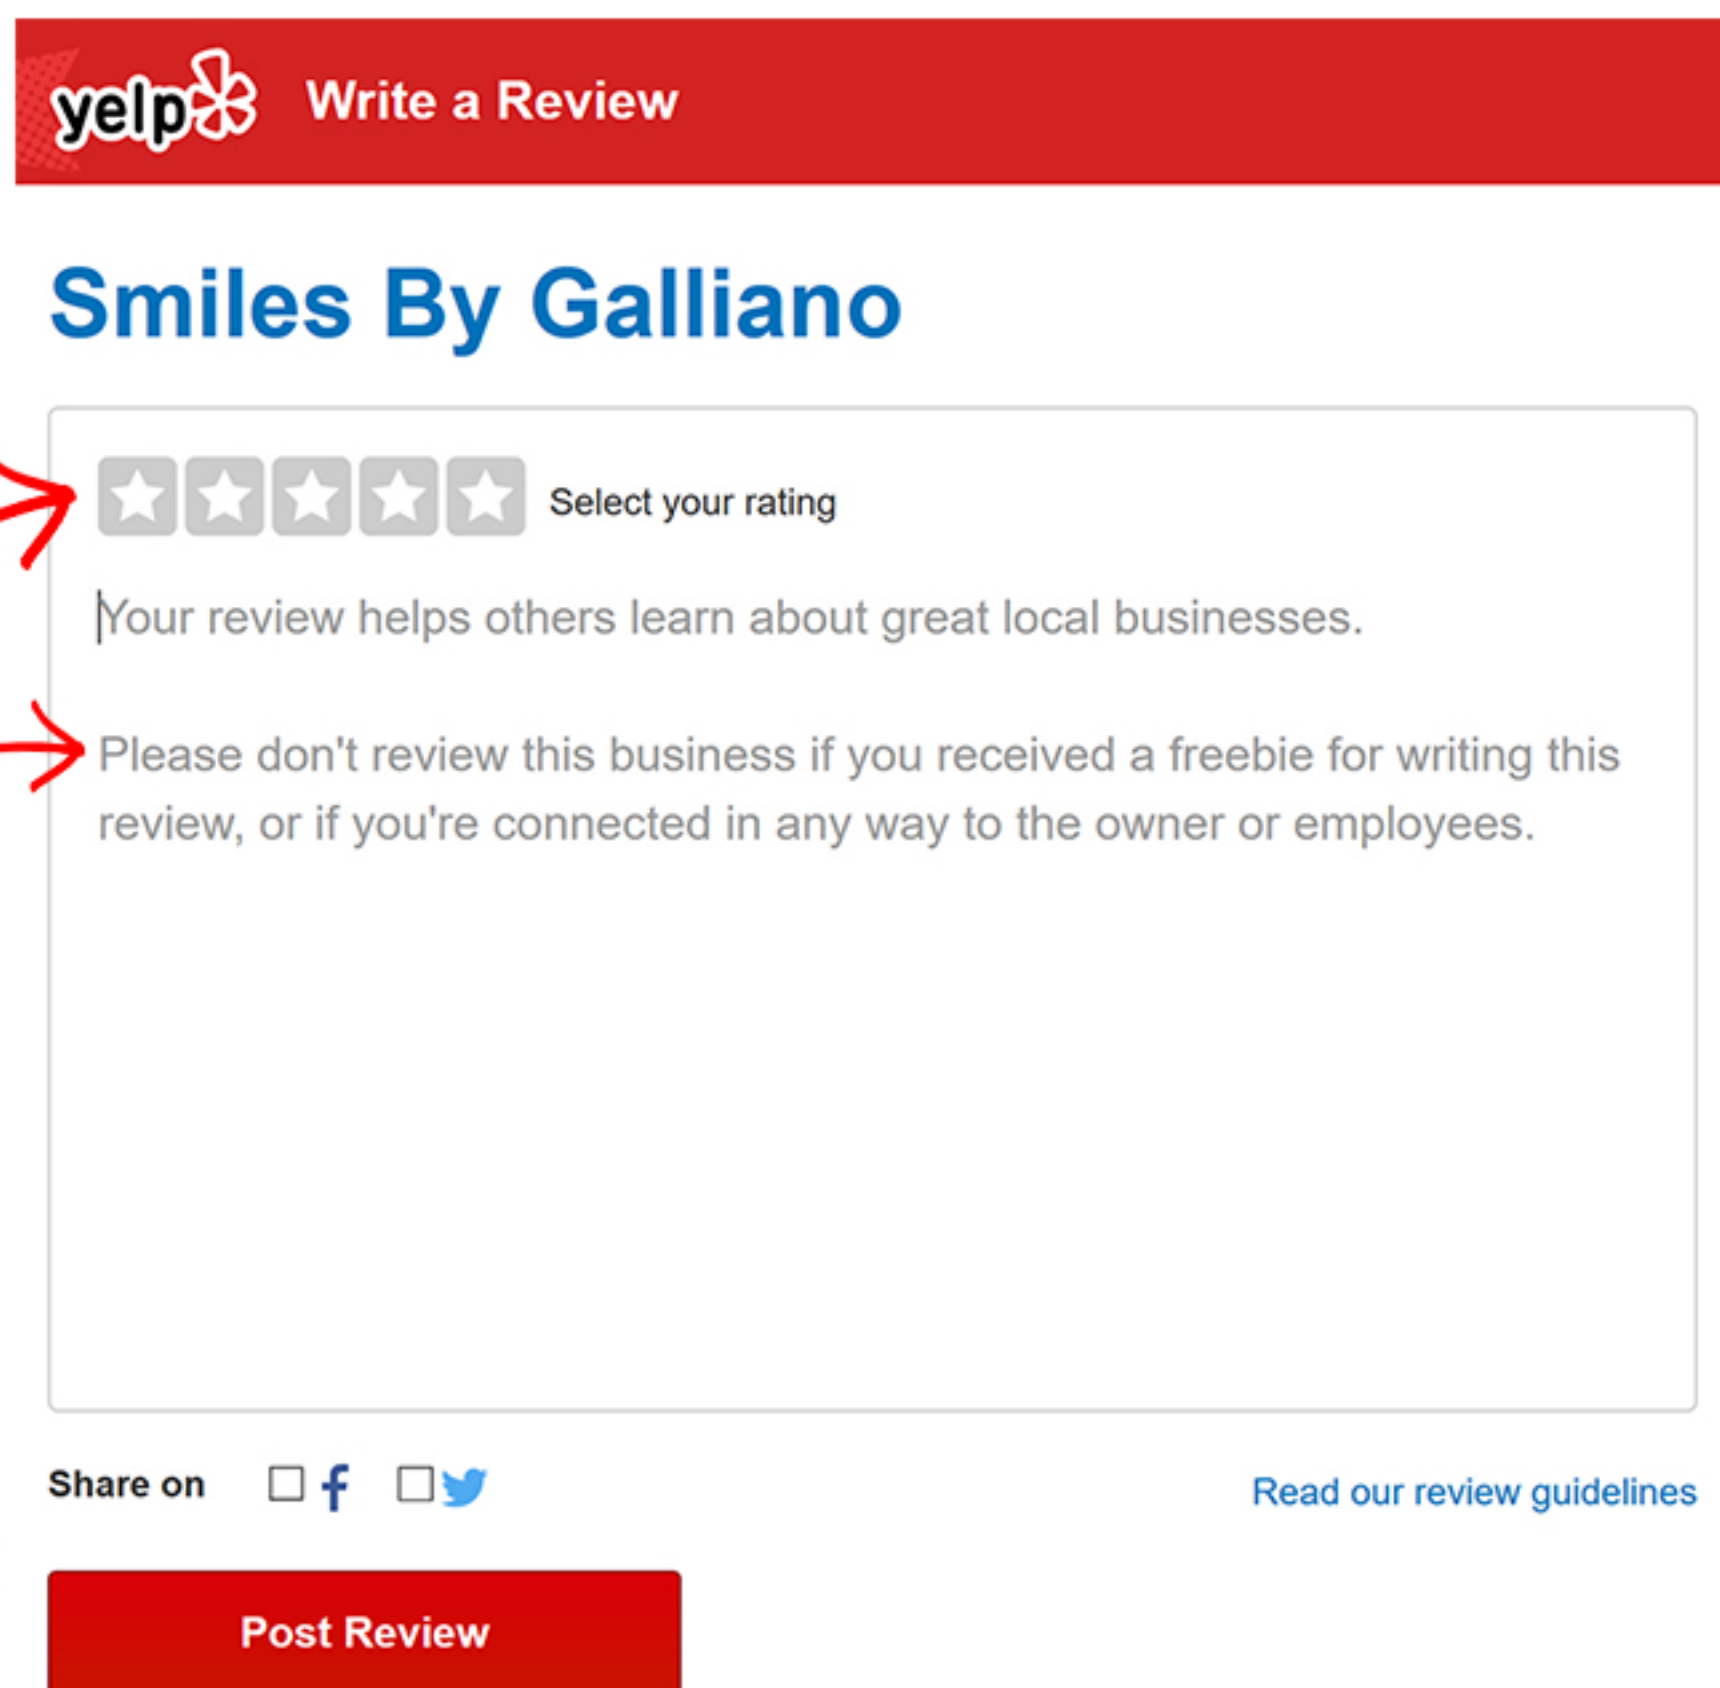 yelp Write a Review
Smiles By Galliano
Select your rating
Your review helps others learn about great local businesses.
Please don't review this business if you received a freebie for writing this
review, or if you're connected in any way to the owner or employees.
Share on
Read our review guidelines
Post Review